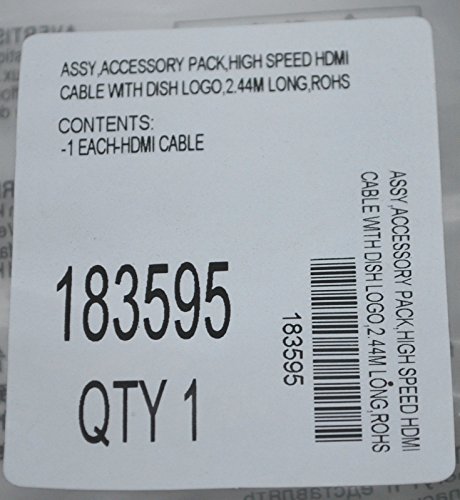 ASSY,ACCESSORY PACK,HIGH SPEED HDMI
CABLE WITH DISH LOGO,2.44M LONG,ROHS
CONTENTS:
-1 EACH-HDMI CABLE
183595
QTY 1
ASSY,ACCESSORY PACK,HIGH SPEED HDMI
CABLE WITH DISH LOGO,2.44M LONG,ROHS
183595